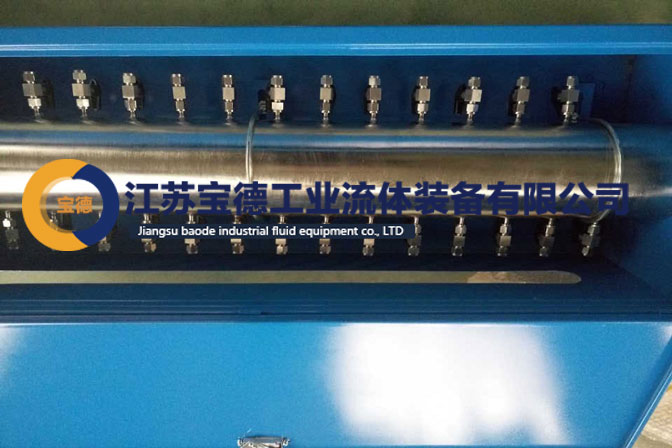 宝德
江苏宝德工业流体装备有限公司
Jiangsu baode industrial fluid equipment co., LTD